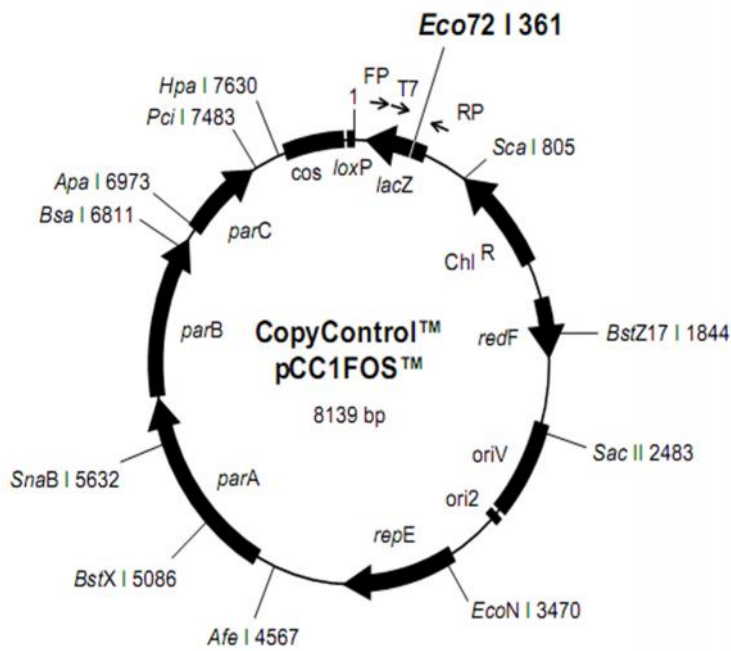 Eco72 I 361
FP
T7
1
RP
Hpa I 7630
Pci I 7483
Sca I 805
cos
loxP
lacZ
Apa I 6973
Bsa I 6811
parC
Chl R
parB
CopyControl™
pCC1FOS™
8139 bp
redF
BstZ17 I 1844
oriV
Sac II 2483
SnaB I 5632
parA
ori2
repE
BstX I 5086
EcoN I 3470
Afe I 4567